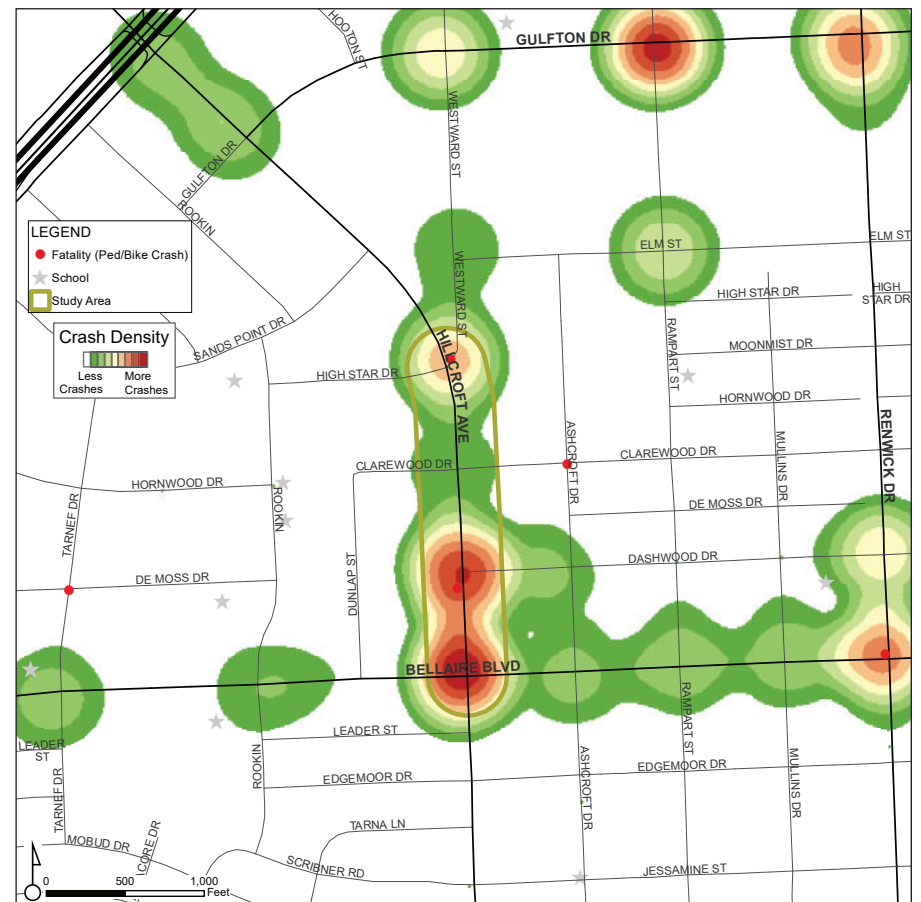 HOOTON ST
GULFTON DR
WESTWARD ST
GULFTON DR
ROOKIN
LEGEND
Fatality (Ped/Bike Crash)
School
Study Area
Crash Density
Less
Crashes
More
Crashes
ELM ST
ELM ST
WESTWARD ST
HIGH STAR DR
HIGH
STAR DR
SANDS POINT DR
RAMPART ST
MOONMIST DR
HILLCROFT AVE
HIGH STAR DR
HORNWOOD DR
RENWICK DR
ASHCROFT DR
MULLINS DR
CLAREWOOD DR
CLAREWOOD DR
HORNWOOD DR
ROOKIN
TARNEF DR
DE MOSS DR
DASHWOOD DR
DE MOSS DR
DUNLAP ST
BELLAIRE BLVD
RAMPART ST
LEADER ST
LEADER
ST
ROOKIN
ASHCROFT DR
MULLINS DR
EDGEMOOR DR
EDGEMOOR DR
TARNEF DR
TARNA LN
MOBUD DR
CORE DR
SCRIBNER RD
JESSAMINE ST
0
500
1,000
Feet